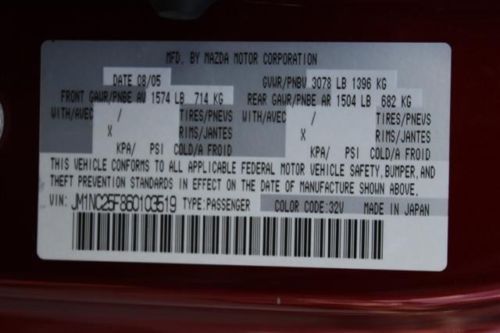 MFD. BY MAZDA MOTOR CORPORATION
DATE 08/05 GVWR/PNBV 3078 LB 1396 KG
FRONT GAWR/PNBE AV 1574 LB 714 KG REAR GAWR/PNBE AR 1504 LB 682 KG
WITH/AVEC / TIRES/PNEUS WITH/AVEC / TIRES/PNEUS
X RIMS/JANTES X RIMS/JANTES
KPA/ PSI COLD/A FROID KPA/ PSI COLD/A FROID
THIS VEHICLE CONFORMS TO ALL APPLICABLE FEDERAL MOTOR VEHICLE SAFETY, BUMPER, AND
THEFT PREVENTION STANDARDS IN EFFECT ON THE DATE OF MANUFACTURE SHOWN ABOVE.
VIN: JM1NC25F860103519 TYPE:PASSENGER COLOR CODE:32V MADE IN JAPAN